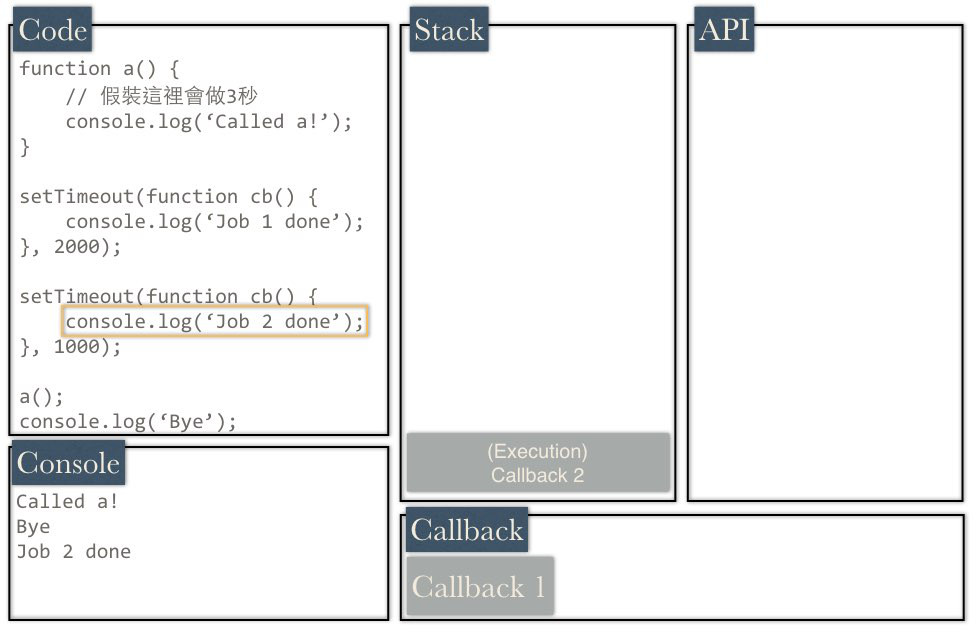 Code
function a() {
    // 假裝這裡會做3秒
    console.log(‘Called a!’);
}
setTimeout(function cb() {
    console.log(‘Job 1 done’);
}, 2000);
setTimeout(function cb() {
    console.log(‘Job 2 done’);
}, 1000);
a();
console.log(‘Bye’);
Stack
(Execution)
Callback 2
API
Console
Called a!
Bye
Job 2 done
Callback
Callback 1